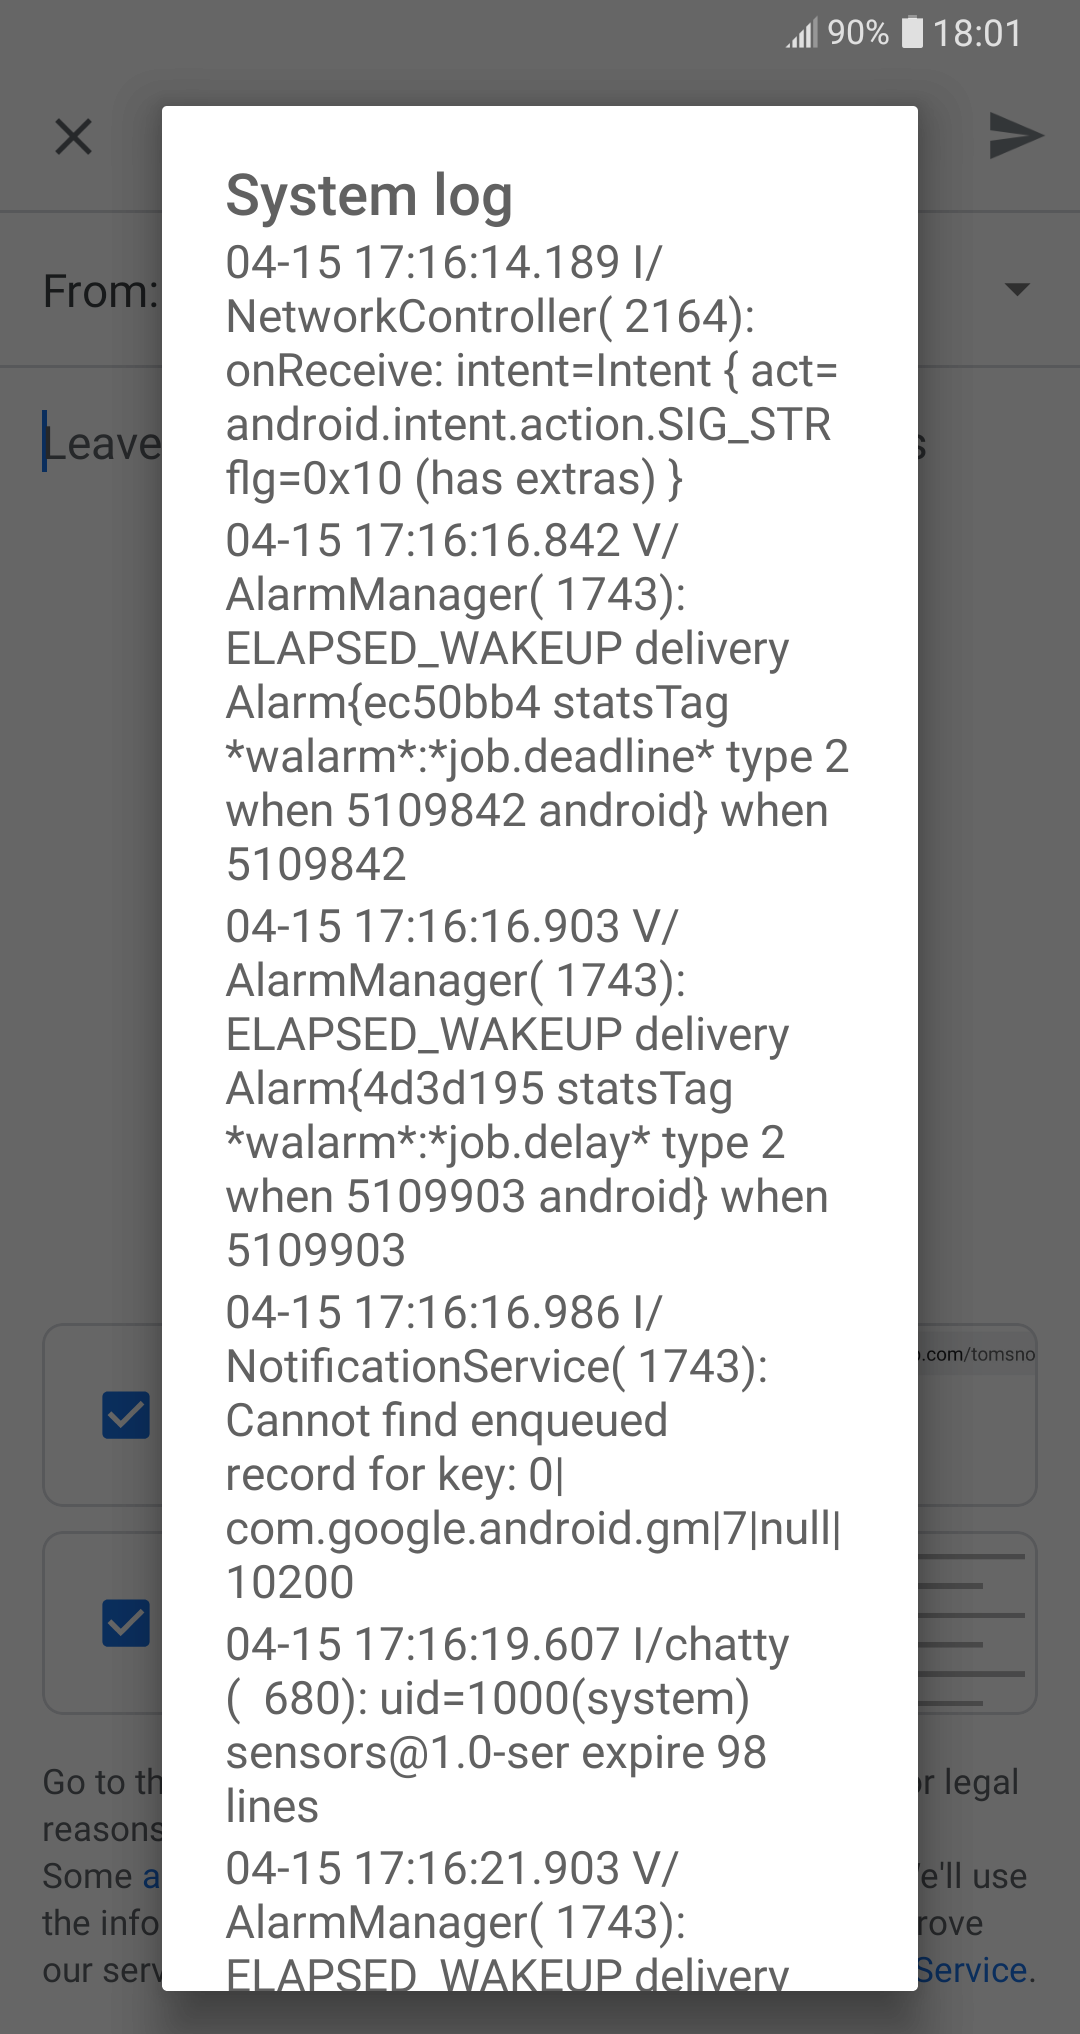 90% 18:01
System log
04-15 17:16:14.189 I/
NetworkController( 2164):
onReceive: intent=Intent { act=
android.intent.action.SIG_STR
flg=0x10 (has extras) }
04-15 17:16:16.842 V/
AlarmManager( 1743):
ELAPSED_WAKEUP delivery
Alarm{ec50bb4 statsTag
*walarm*:*job.deadline* type 2
when 5109842 android} when
5109842
04-15 17:16:16.903 V/
AlarmManager( 1743):
ELAPSED_WAKEUP delivery
Alarm{4d3d195 statsTag
*walarm*:*job.delay* type 2
when 5109903 android} when
5109903
04-15 17:16:16.986 I/
NotificationService( 1743):
Cannot find enqueued
record for key: 0|
com.google.android.gm|7|null|
10200
04-15 17:16:19.607 I/chatty
(  680): uid=1000(system)
sensors@1.0-ser expire 98
lines
04-15 17:16:21.903 V/
AlarmManager( 1743):
ELAPSED_WAKEUP delivery
From:
Leave
.com/tomsno
Go to th
r legal
reasons
Some a
e'll use
the info
rove
our serv
Service.